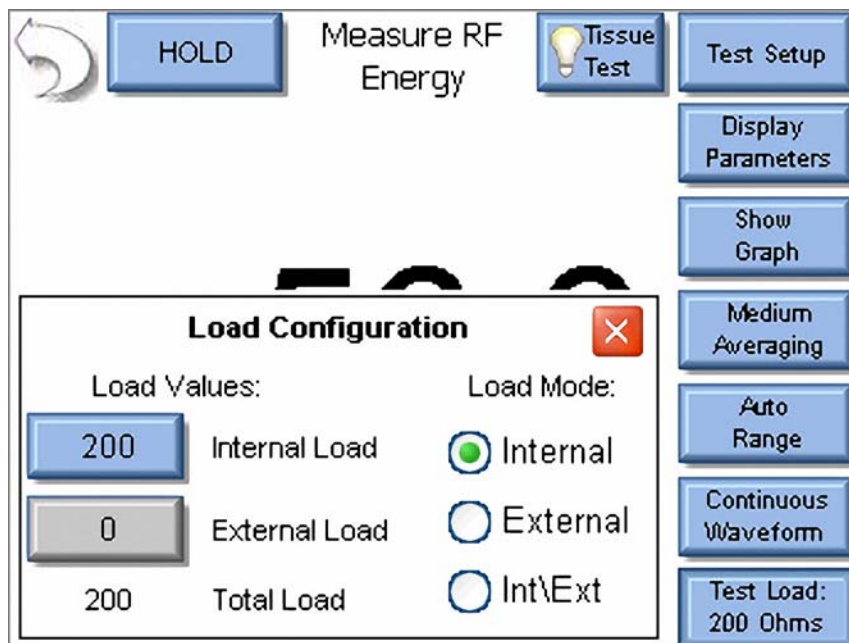 HOLD
Measure RF
Energy
Tissue
Test
Test Setup
Display
Parameters
Show
Graph
Medium
Averaging
Auto
Range
Continuous
Waveform
Test Load:
200 Ohms
Load Configuration
Load Values:
Load Mode:
200
Internal Load
Internal
0
External Load
External
200
Total Load
Int\Ext